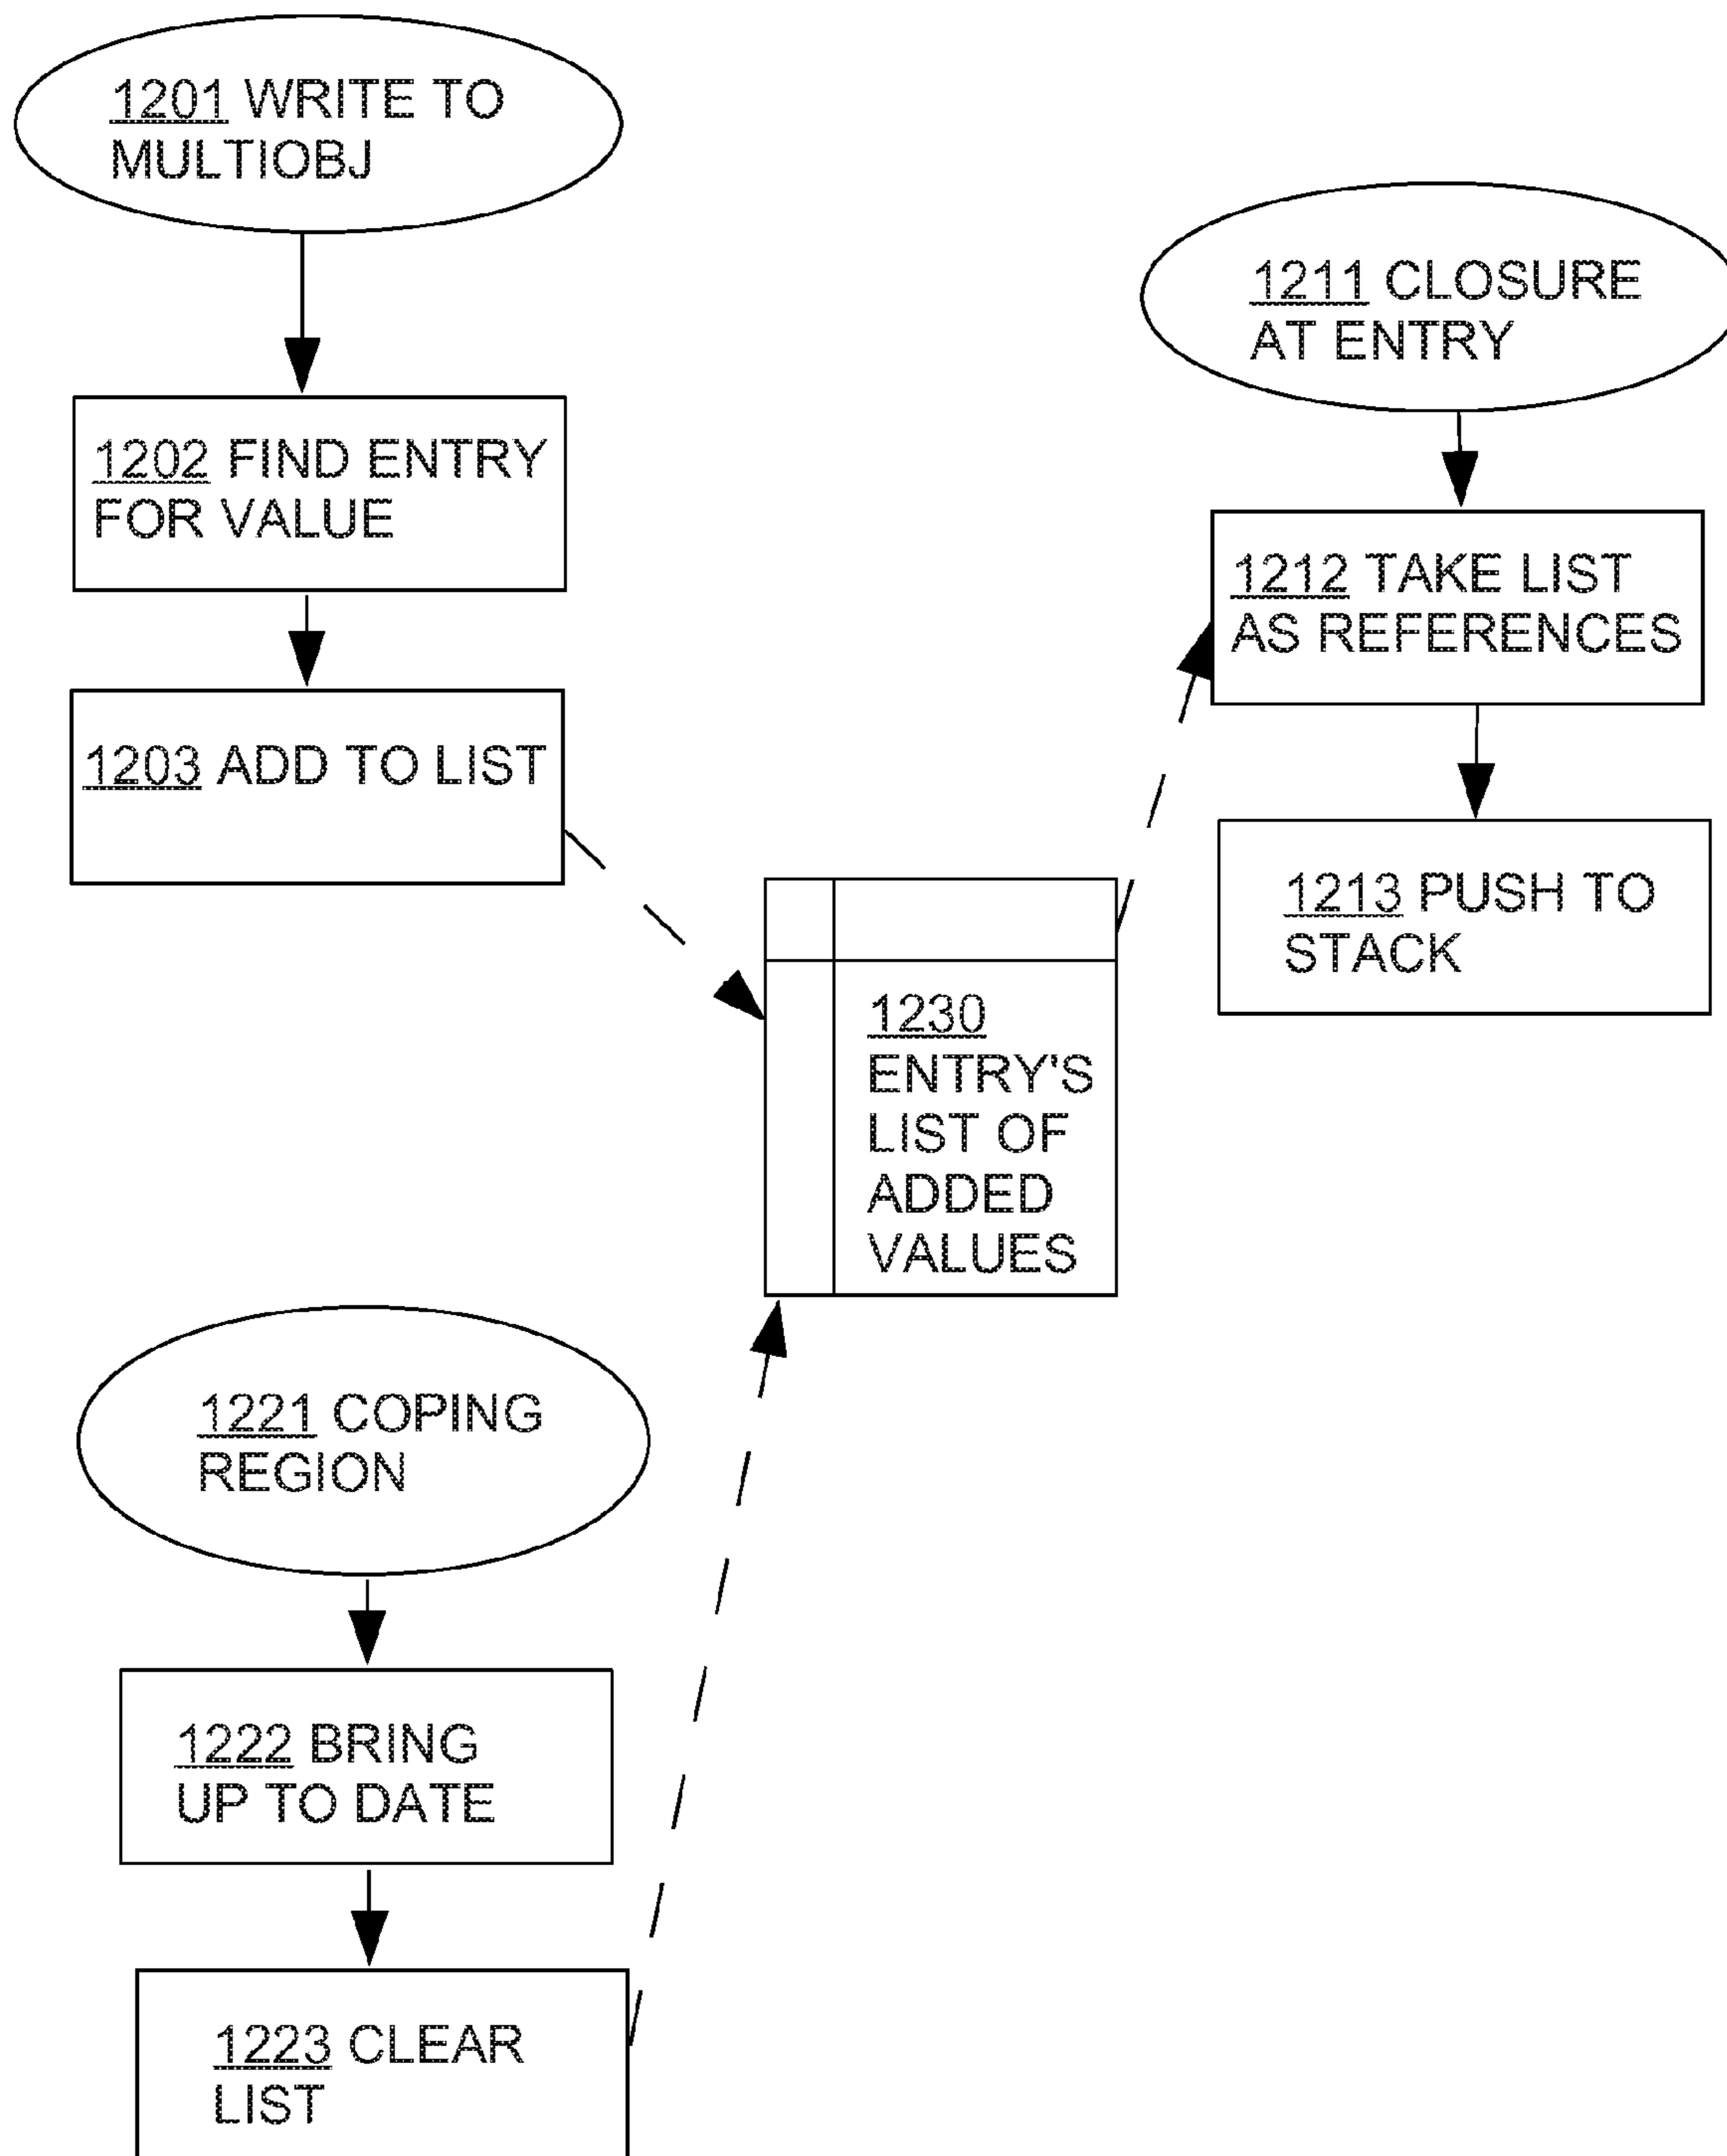 1201 WRITE TO
MULTIOBJ
1202 FIND ENTRY
FOR VALUE
1203 ADD TO LIST
1211 CLOSURE
AT ENTRY
1212 TAKE LIST
AS REFERENCES
1213 PUSH TO
STACK
1230
ENTRY'S
LIST OF
ADDED
VALUES
1221 COPING
REGION
1222 BRING
UP TO DATE
1223 CLEAR
LIST